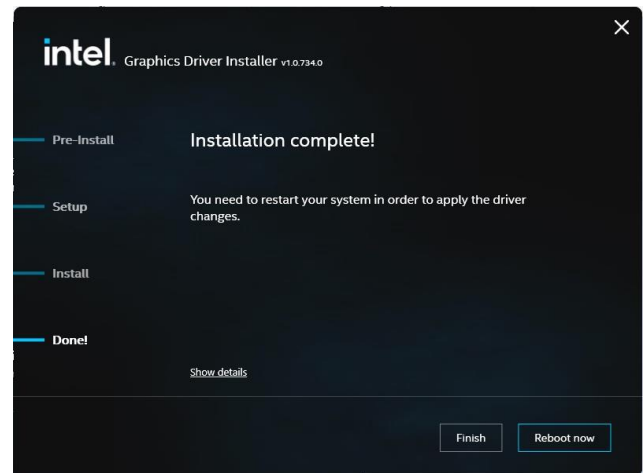 intel. Graphics Driver Installer v1.0.734.0
Pre-Install
Setup
Install
Done!
Installation complete!
You need to restart your system in order to apply the driver
changes.
Show details
Finish
Reboot now